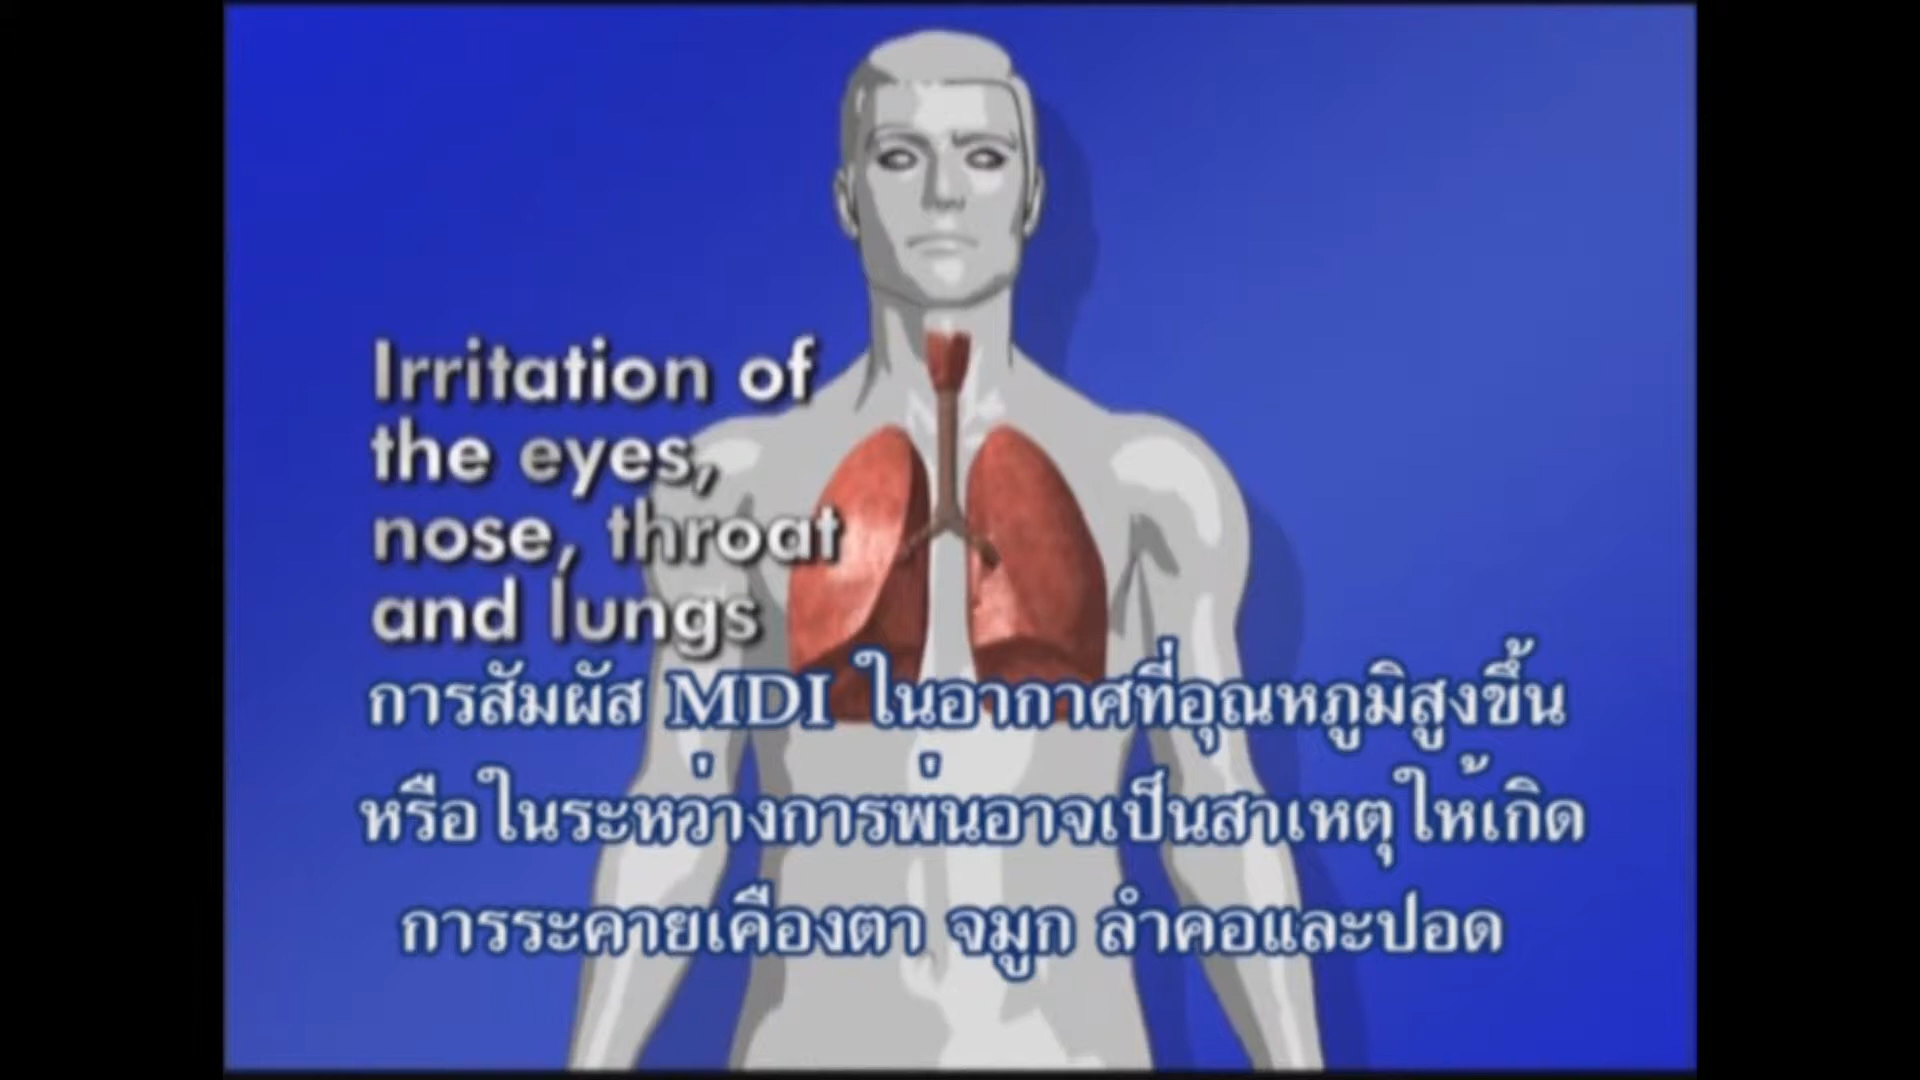 Irritation of
the eyes,
nose, throat
and lungs
การสัมผัส MDI ในอากาศที่อุณหภูมิสูงขึ้น
หรือในระหว่างการพ่นอาจเป็นสาเหตุให้เกิด
การระคายเคืองตา จมูก ลำคอและปอด